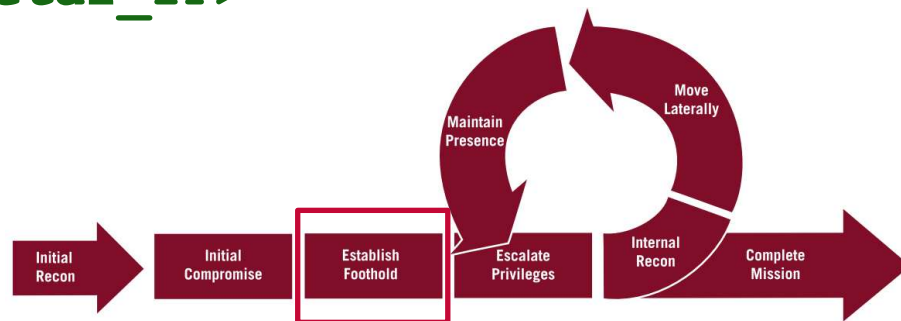 Maintain
Presence
Move
Laterally
Initial
Recon
Initial
Compromise
Establish
Foothold
Escalate
Privileges
Internal
Recon
Complete
Mission